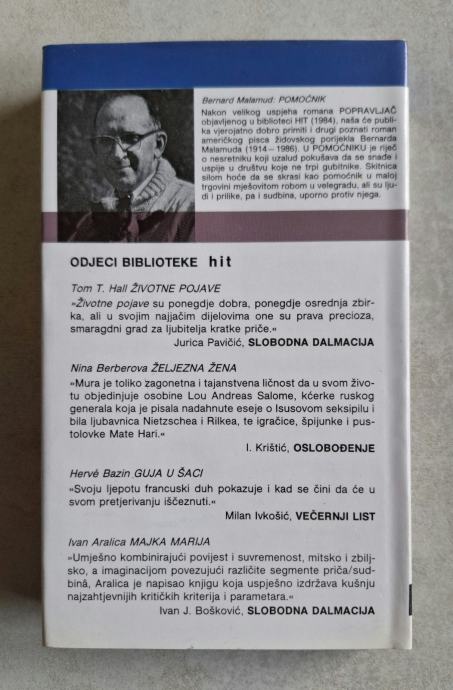 Bernard Malamud: POMOĆNIK
Nakon velikog uspjeha romana POPRAVLJAČ
objavljenog u biblioteci HIT (1984), naša će publi-
ka vjerojatno dobro primiti i drugi poznati roman
američkog pisca židovskog porijekla Bernarda
Malamuda (1914–1986). U POMOĆNIKU je riječ
o nesretniku koji uzalud pokušava da se snađe i
uspije u društvu koje ne trpi gubitnike. Skitnica
silom hoće da se skrasi kao pomoćnik u maloj
trgovini mješovitom robom u velegradu, ali su lju-
di i prilike, pa i sudbina, uporno protiv njega.
ODJECI BIBLIOTEKE hit
Tom T. Hall ŽIVOTNE POJAVE
»Životne pojave su ponegdje dobra, ponegdje osrednja zbir-
ka, ali u svojim najjačim dijelovima one su prava precioza,
smaragdni grad za ljubitelja kratke priče.«
Jurica Pavičić, SLOBODNA DALMACIJA
Nina Berberova ŽELJEZNA ŽENA
»Mura je toliko zagonetna i tajanstvena ličnost da u svom živo-
tu objedinjuje osobine Lou Andreas Salome, kćerke ruskog
generala koja je pisala nadahnute eseje o Isusovom seksipilu i
bila ljubavnica Nietzschea i Rilkea, te igračice, špijunke i pus-
tolovke Mate Hari.«
I. Krištić, OSLOBOĐENJE
Hervé Bazin GUJA U ŠACI
»Svoju ljepotu francuski duh pokazuje i kad se čini da će u
svom pretjerivanju iščeznuti.«
Milan Ivkošić, VEČERNJI LIST
Ivan Aralica MAJKA MARIJA
»Umješno kombinirajući povijest i suvremenost, mitsko i zbilj-
sko, a imaginacijom povezujući različite segmente priča/sud-
binâ, Aralica je napisao knjigu koja uspješno izdržava kušnju
najzahtjevnijih kritičkih kriterija i parametara.«
Ivan J. Bošković, SLOBODNA DALMACIJA